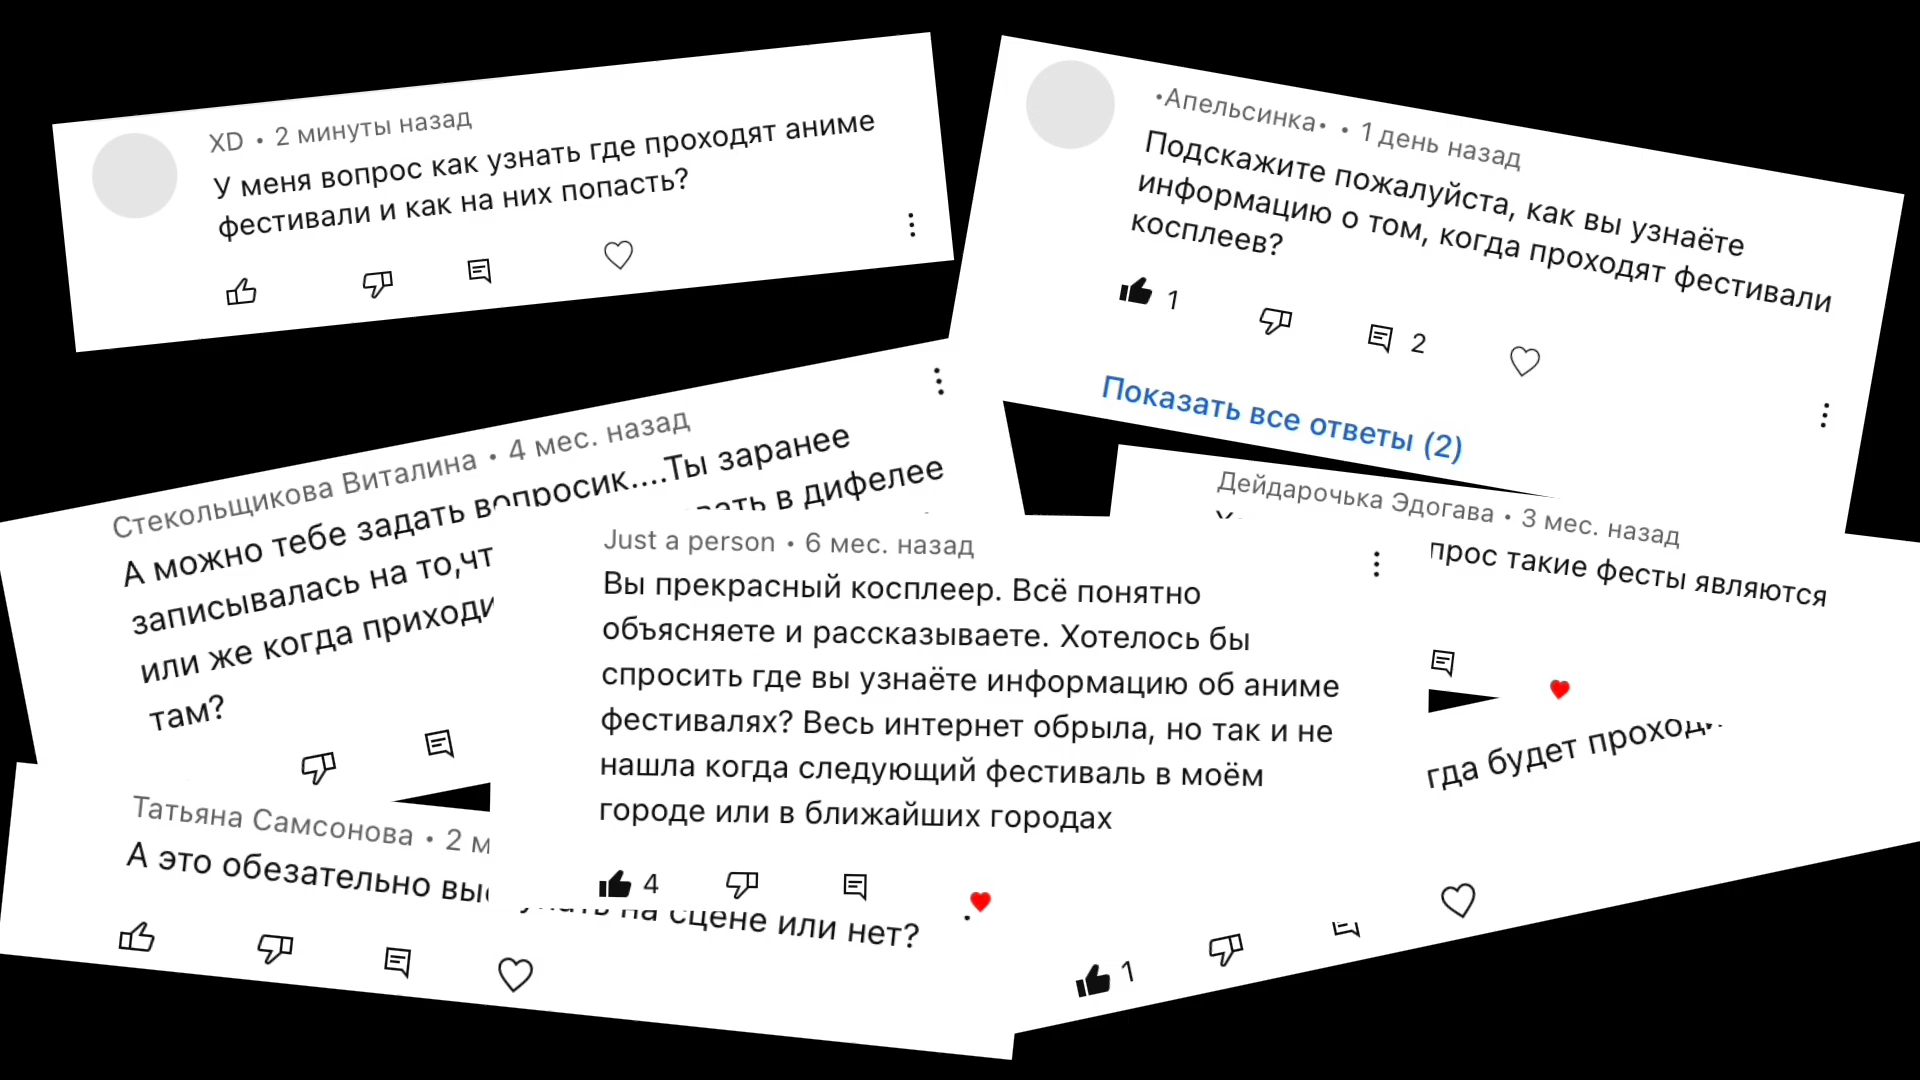 XD • 2 минуты назад
У меня вопрос как узнать где проходят аниме
фестивали и как на них попасть?
•Апельсинка• • 1 день назад
Подскажите пожалуйста, как вы узнаёте
информацию о том, когда проходят фестивали
косплеев?
1
2
Показать все ответы (2)
Стекольщикова Виталина • 4 мес. назад
А можно тебе задать вопросик....Ты заранее
записывалась на то,чт
в дифелее
или же когда приходи
там?
Дейдарочька Эдогава • 3 мес. назад
прос такие фесты являются
Just a person • 6 мес. назад
Вы прекрасный косплеер. Всё понятно
объясняете и рассказываете. Хотелось бы
спросить где вы узнаёте информацию об аниме
фестивалях? Весь интернет обрыла, но так и не
нашла когда следующий фестиваль в моём
городе или в ближайших городах
4
гда будет проходи
1
Татьяна Самсонова • 2 м
А это обезательно выс
на сцене или нет?